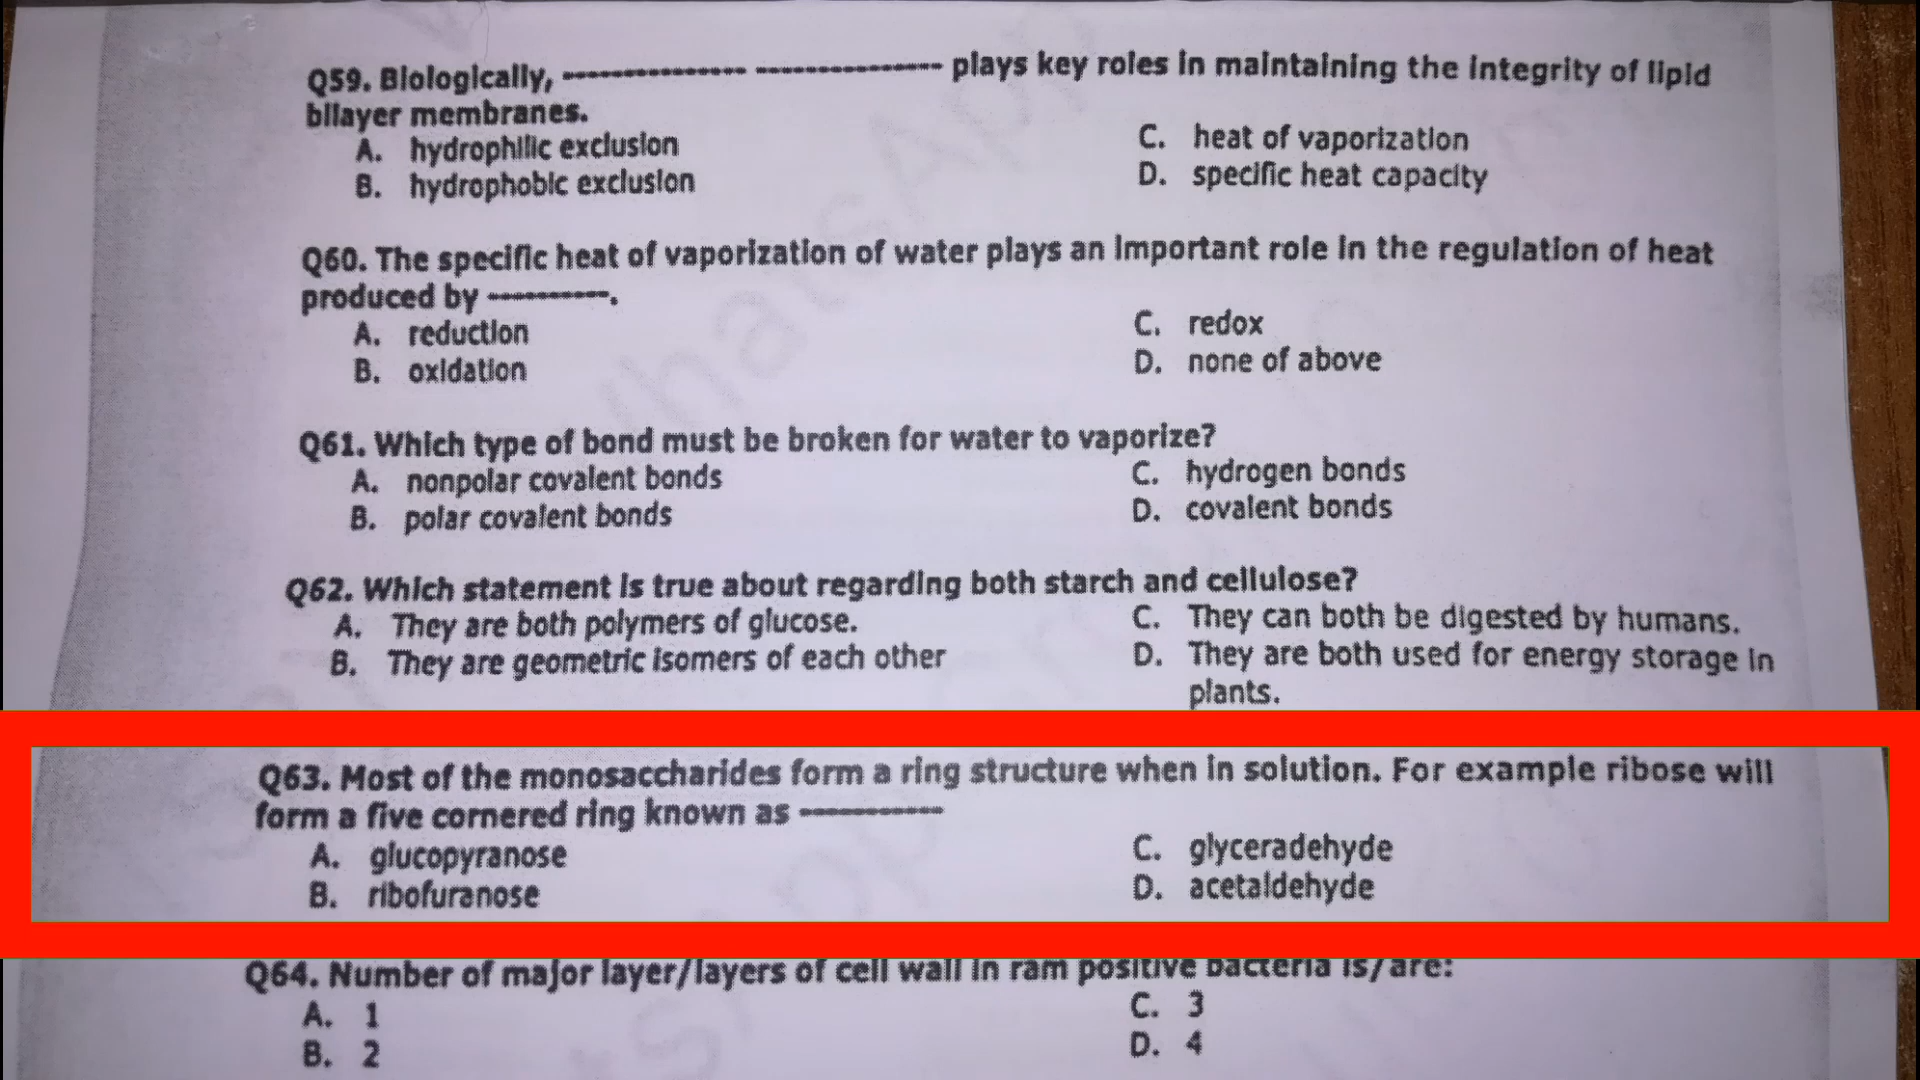 Q59. Biologically, --------------- --------------- plays key roles in maintaining the integrity of lipid
bilayer membranes.
A. hydrophilic exclusion
B. hydrophobic exclusion
C. heat of vaporization
D. specific heat capacity
Q60. The specific heat of vaporization of water plays an important role in the regulation of heat
produced by ----------.
A. reduction
B. oxidation
C. redox
D. none of above
Q61. Which type of bond must be broken for water to vaporize?
A. nonpolar covalent bonds
B. polar covalent bonds
C. hydrogen bonds
D. covalent bonds
Q62. Which statement is true about regarding both starch and cellulose?
A. They are both polymers of glucose.
B. They are geometric isomers of each other
C. They can both be digested by humans.
D. They are both used for energy storage in
plants.
Q63. Most of the monosaccharides form a ring structure when in solution. For example ribose will
form a five cornered ring known as ------------
A. glucopyranose
B. ribofuranose
C. glyceradehyde
D. acetaldehyde
Q64. Number of major layer/layers of cell wall in ram positive bacteria is/are:
A. 1
B. 2
C. 3
D. 4